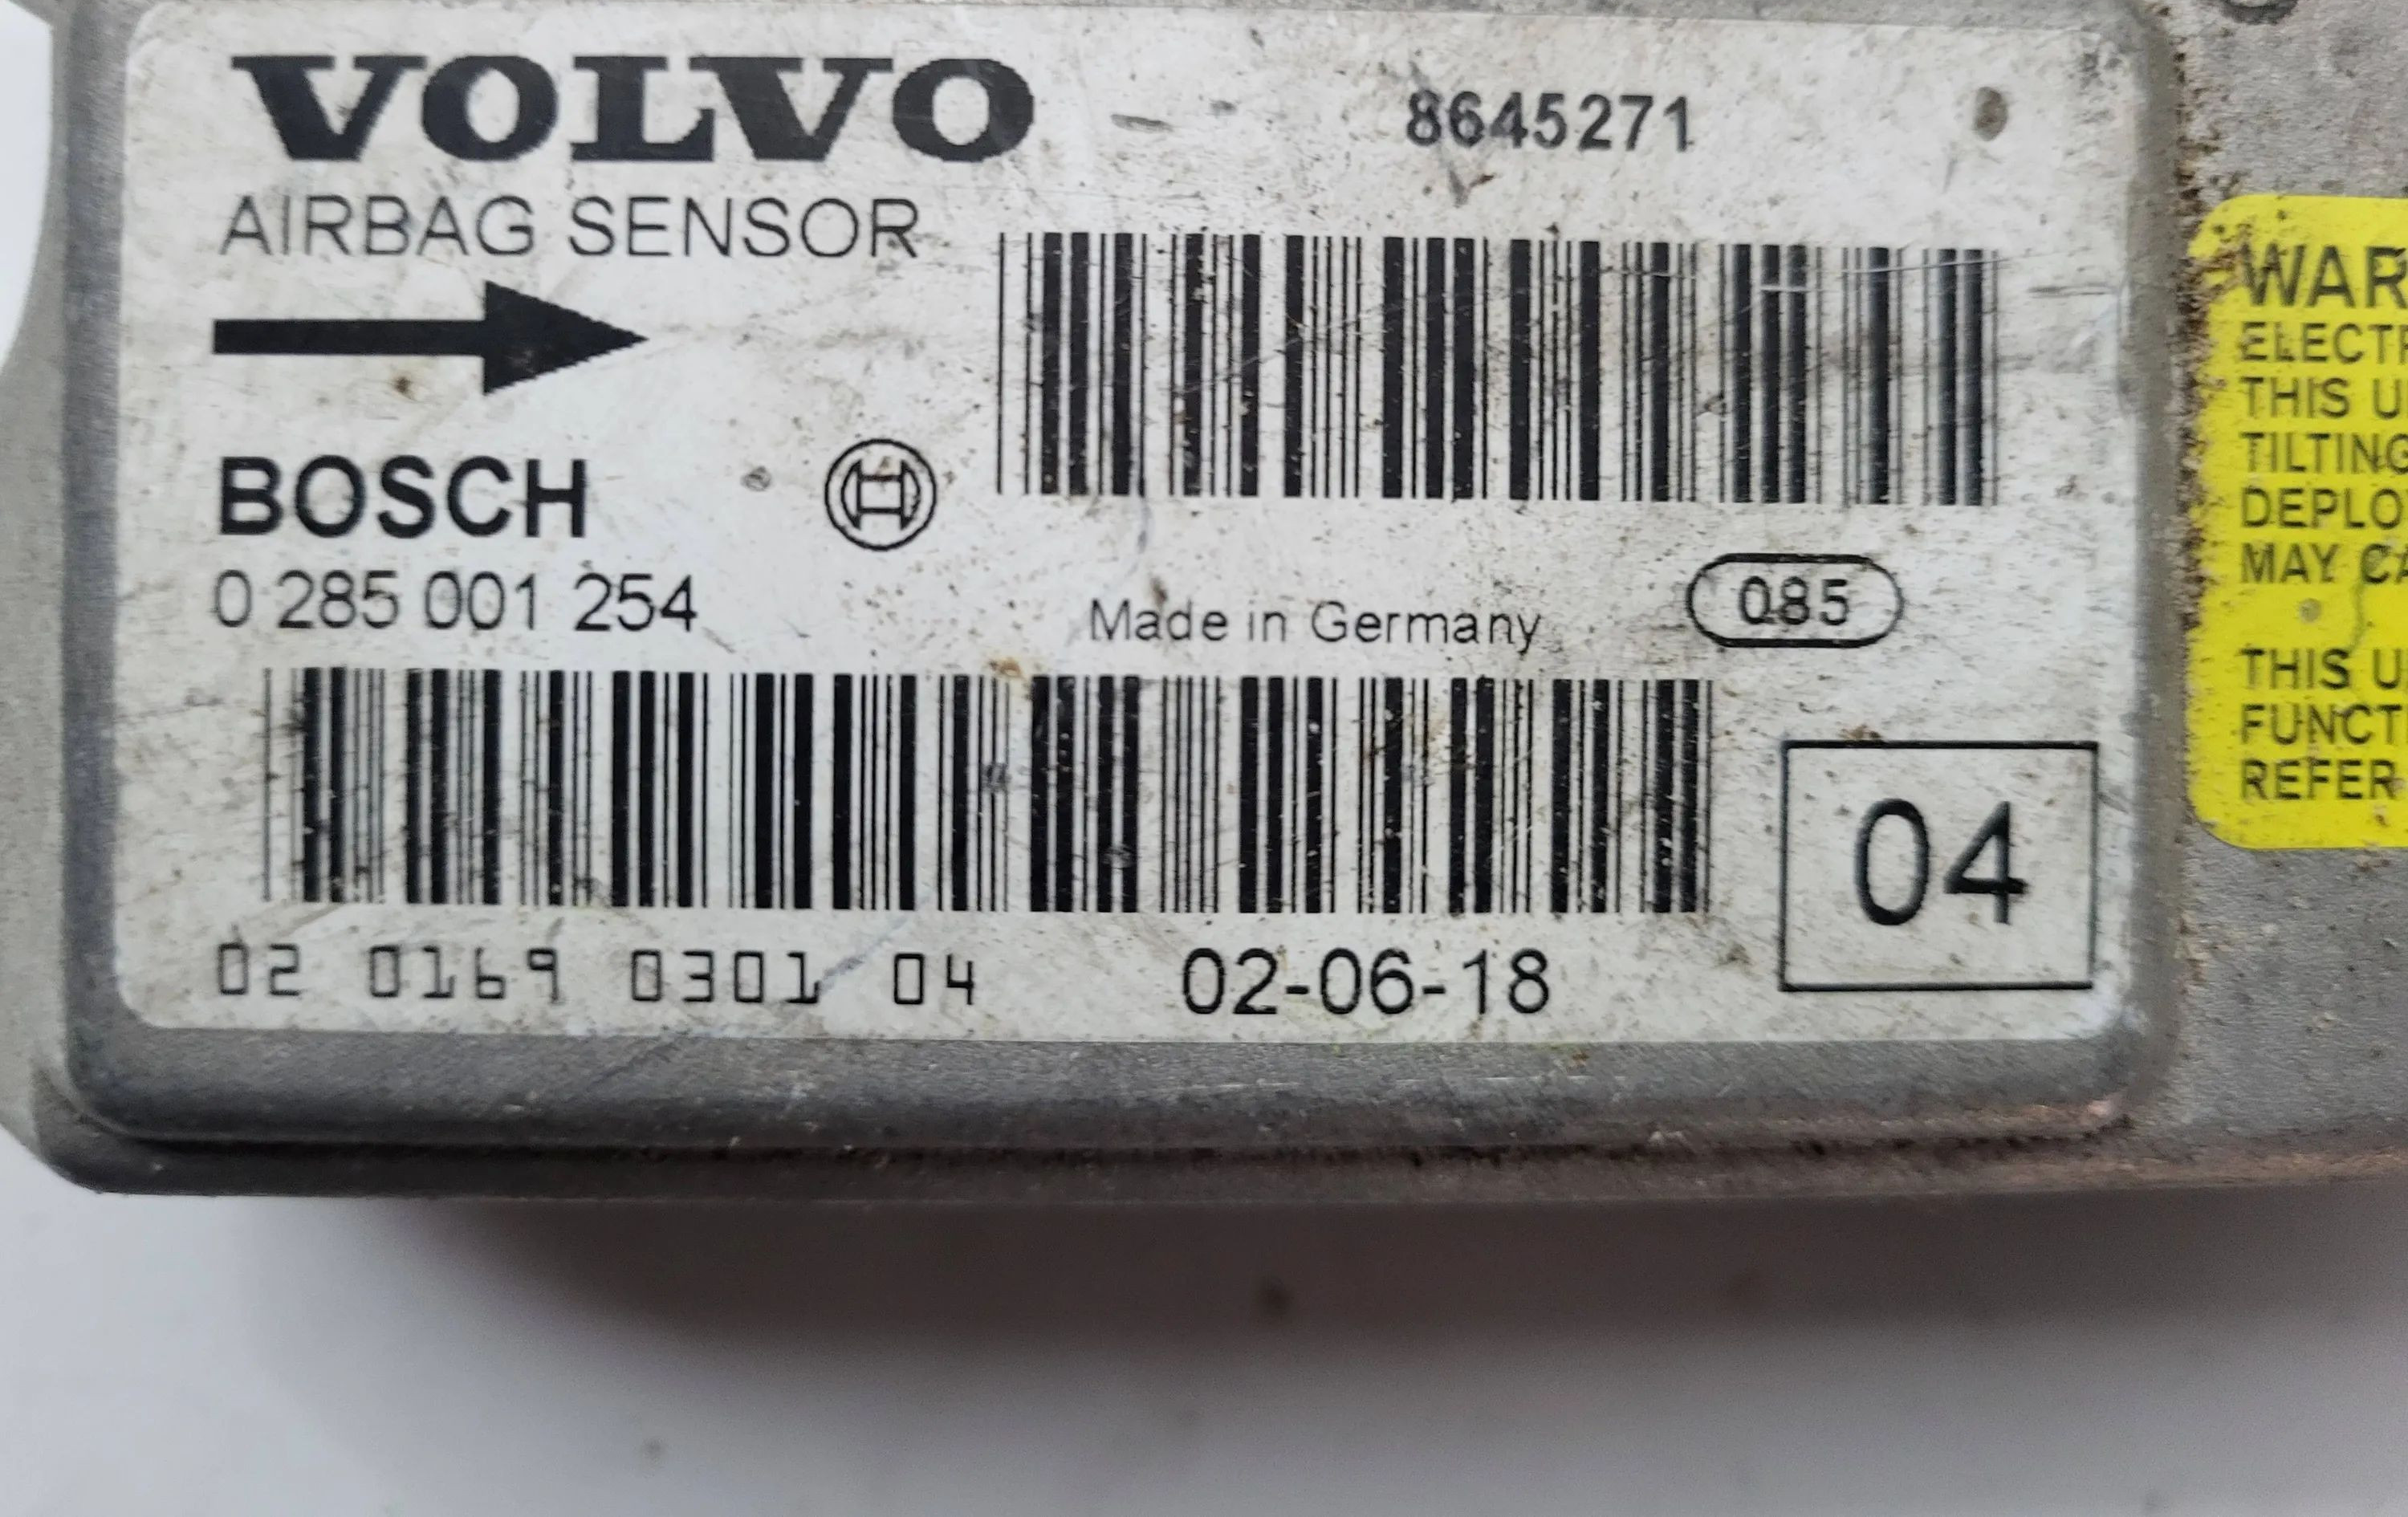 VOLVO
8645271
AIRBAG SENSOR
BOSCH
0 285 001 254
Made in Germany
085
04
02 0169 0301 04
02-06-18
WAR
ELECT
THIS U
TILTING
DEPLO
MAY CA
THIS U
FUNCT
REFER